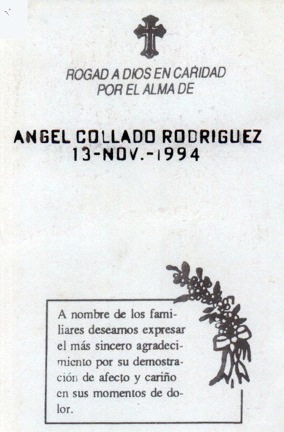 ROGAD A DIOS EN CARIDAD
POR EL ALMA DE
ANGEL COLLADO RODRIGUEZ
13-NOV.-1994
A nombre de los fami-
liares deseamos expresar
el más sincero agradeci-
miento por su demostra-
ción de afecto y cariño
en sus momentos de do-
lor.